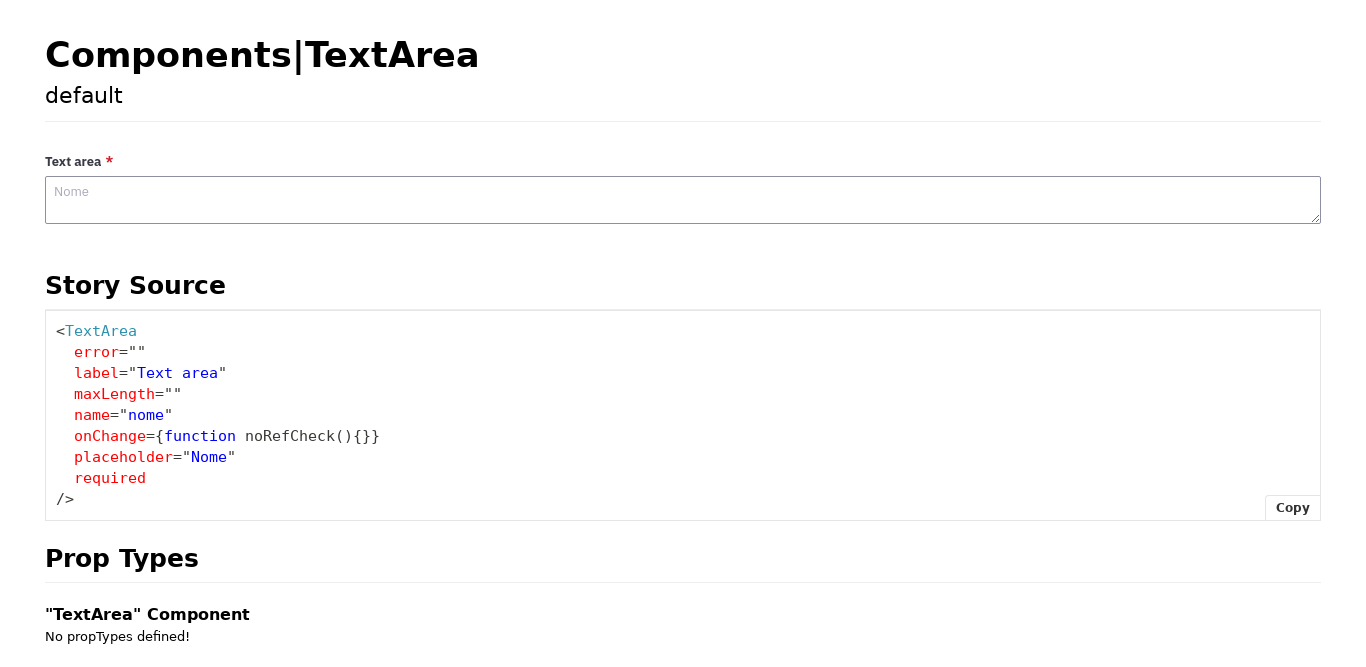 Components|TextArea
default
Text area *
Nome
Story Source
<TextArea
  error=""
  label="Text area"
  maxLength=""
  name="nome"
  onChange={function noRefCheck(){}}
  placeholder="Nome"
  required
/>
Copy
Prop Types
"TextArea" Component
No propTypes defined!